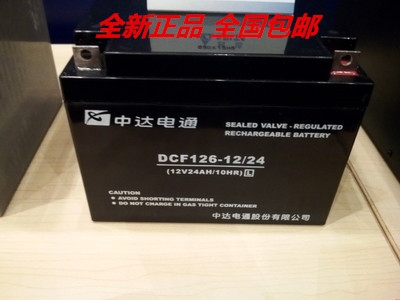 中达正品 全国包邮
中达电通
SEALED VALVE - REGULATED
RECHARGEABLE BATTERY
DCF126-12/24
(12V24AH/10HR) L
CAUTION
● AVOID SHORTING TERMINALS
● DO NOT CHARGE IN GAS TIGHT CONTAINER
中达电通股份有限公司